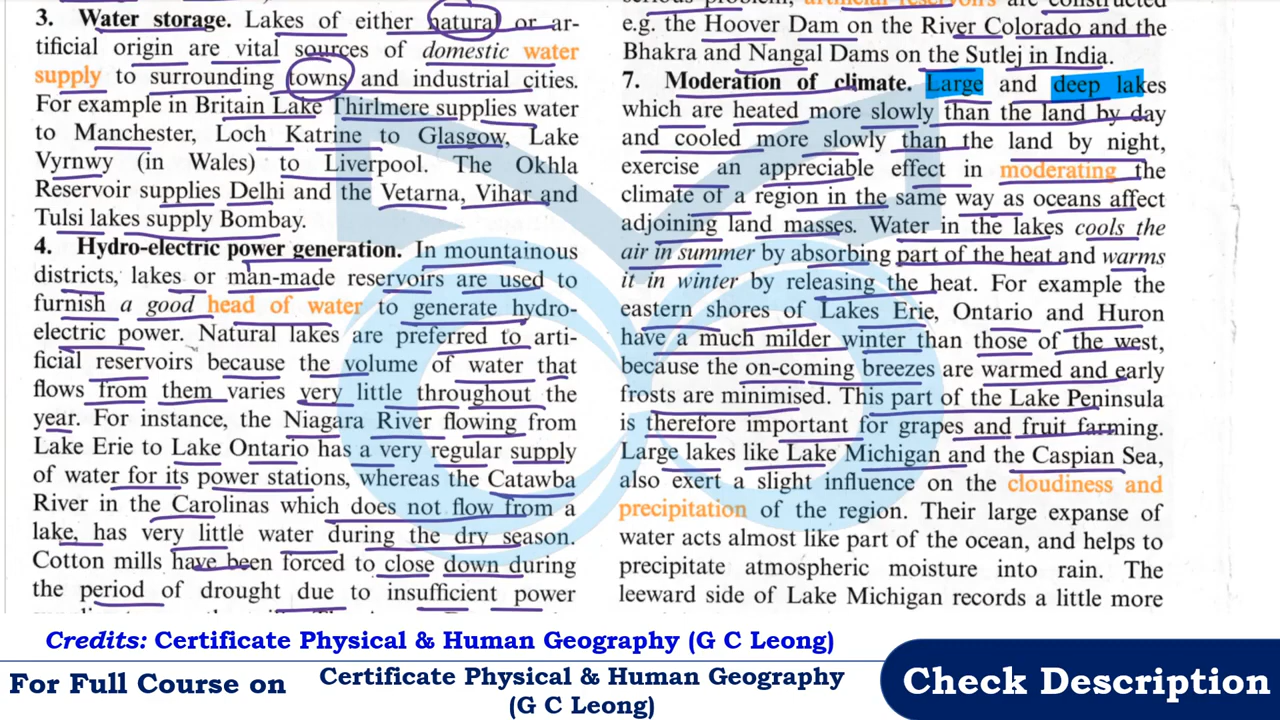 3. Water storage. Lakes of either natural or ar-
tificial origin are vital sources of domestic water
supply to surrounding towns and industrial cities.
For example in Britain Lake Thirlmere supplies water
to Manchester, Loch Katrine to Glasgow, Lake
Vyrnwy (in Wales) to Liverpool. The Okhla
Reservoir supplies Delhi and the Vetarna, Vihar and
Tulsi lakes supply Bombay.
4. Hydro-electric power generation. In mountainous
districts, lakes or man-made reservoirs are used to
furnish a good head of water to generate hydro-
electric power. Natural lakes are preferred to arti-
ficial reservoirs because the volume of water that
flows from them varies very little throughout the
year. For instance, the Niagara River flowing from
Lake Erie to Lake Ontario has a very regular supply
of water for its power stations, whereas the Catawba
River in the Carolinas which does not flow from a
lake, has very little water during the dry season.
Cotton mills have been forced to close down during
the period of drought due to insufficient power
serious problem, artificial reservoirs are constructed
e.g. the Hoover Dam on the River Colorado and the
Bhakra and Nangal Dams on the Sutlej in India.
7. Moderation of climate. Large and deep lakes
which are heated more slowly than the land by day
and cooled more slowly than the land by night,
exercise an appreciable effect in moderating the
climate of a region in the same way as oceans affect
adjoining land masses. Water in the lakes cools the
air in summer by absorbing part of the heat and warms
it in winter by releasing the heat. For example the
eastern shores of Lakes Erie, Ontario and Huron
have a much milder winter than those of the west,
because the on-coming breezes are warmed and early
frosts are minimised. This part of the Lake Peninsula
is therefore important for grapes and fruit farming.
Large lakes like Lake Michigan and the Caspian Sea,
also exert a slight influence on the cloudiness and
precipitation of the region. Their large expanse of
water acts almost like part of the ocean, and helps to
precipitate atmospheric moisture into rain. The
leeward side of Lake Michigan records a little more
Credits: Certificate Physical & Human Geography (G C Leong)
For Full Course on
Certificate Physical & Human Geography
(G C Leong)
Check Description